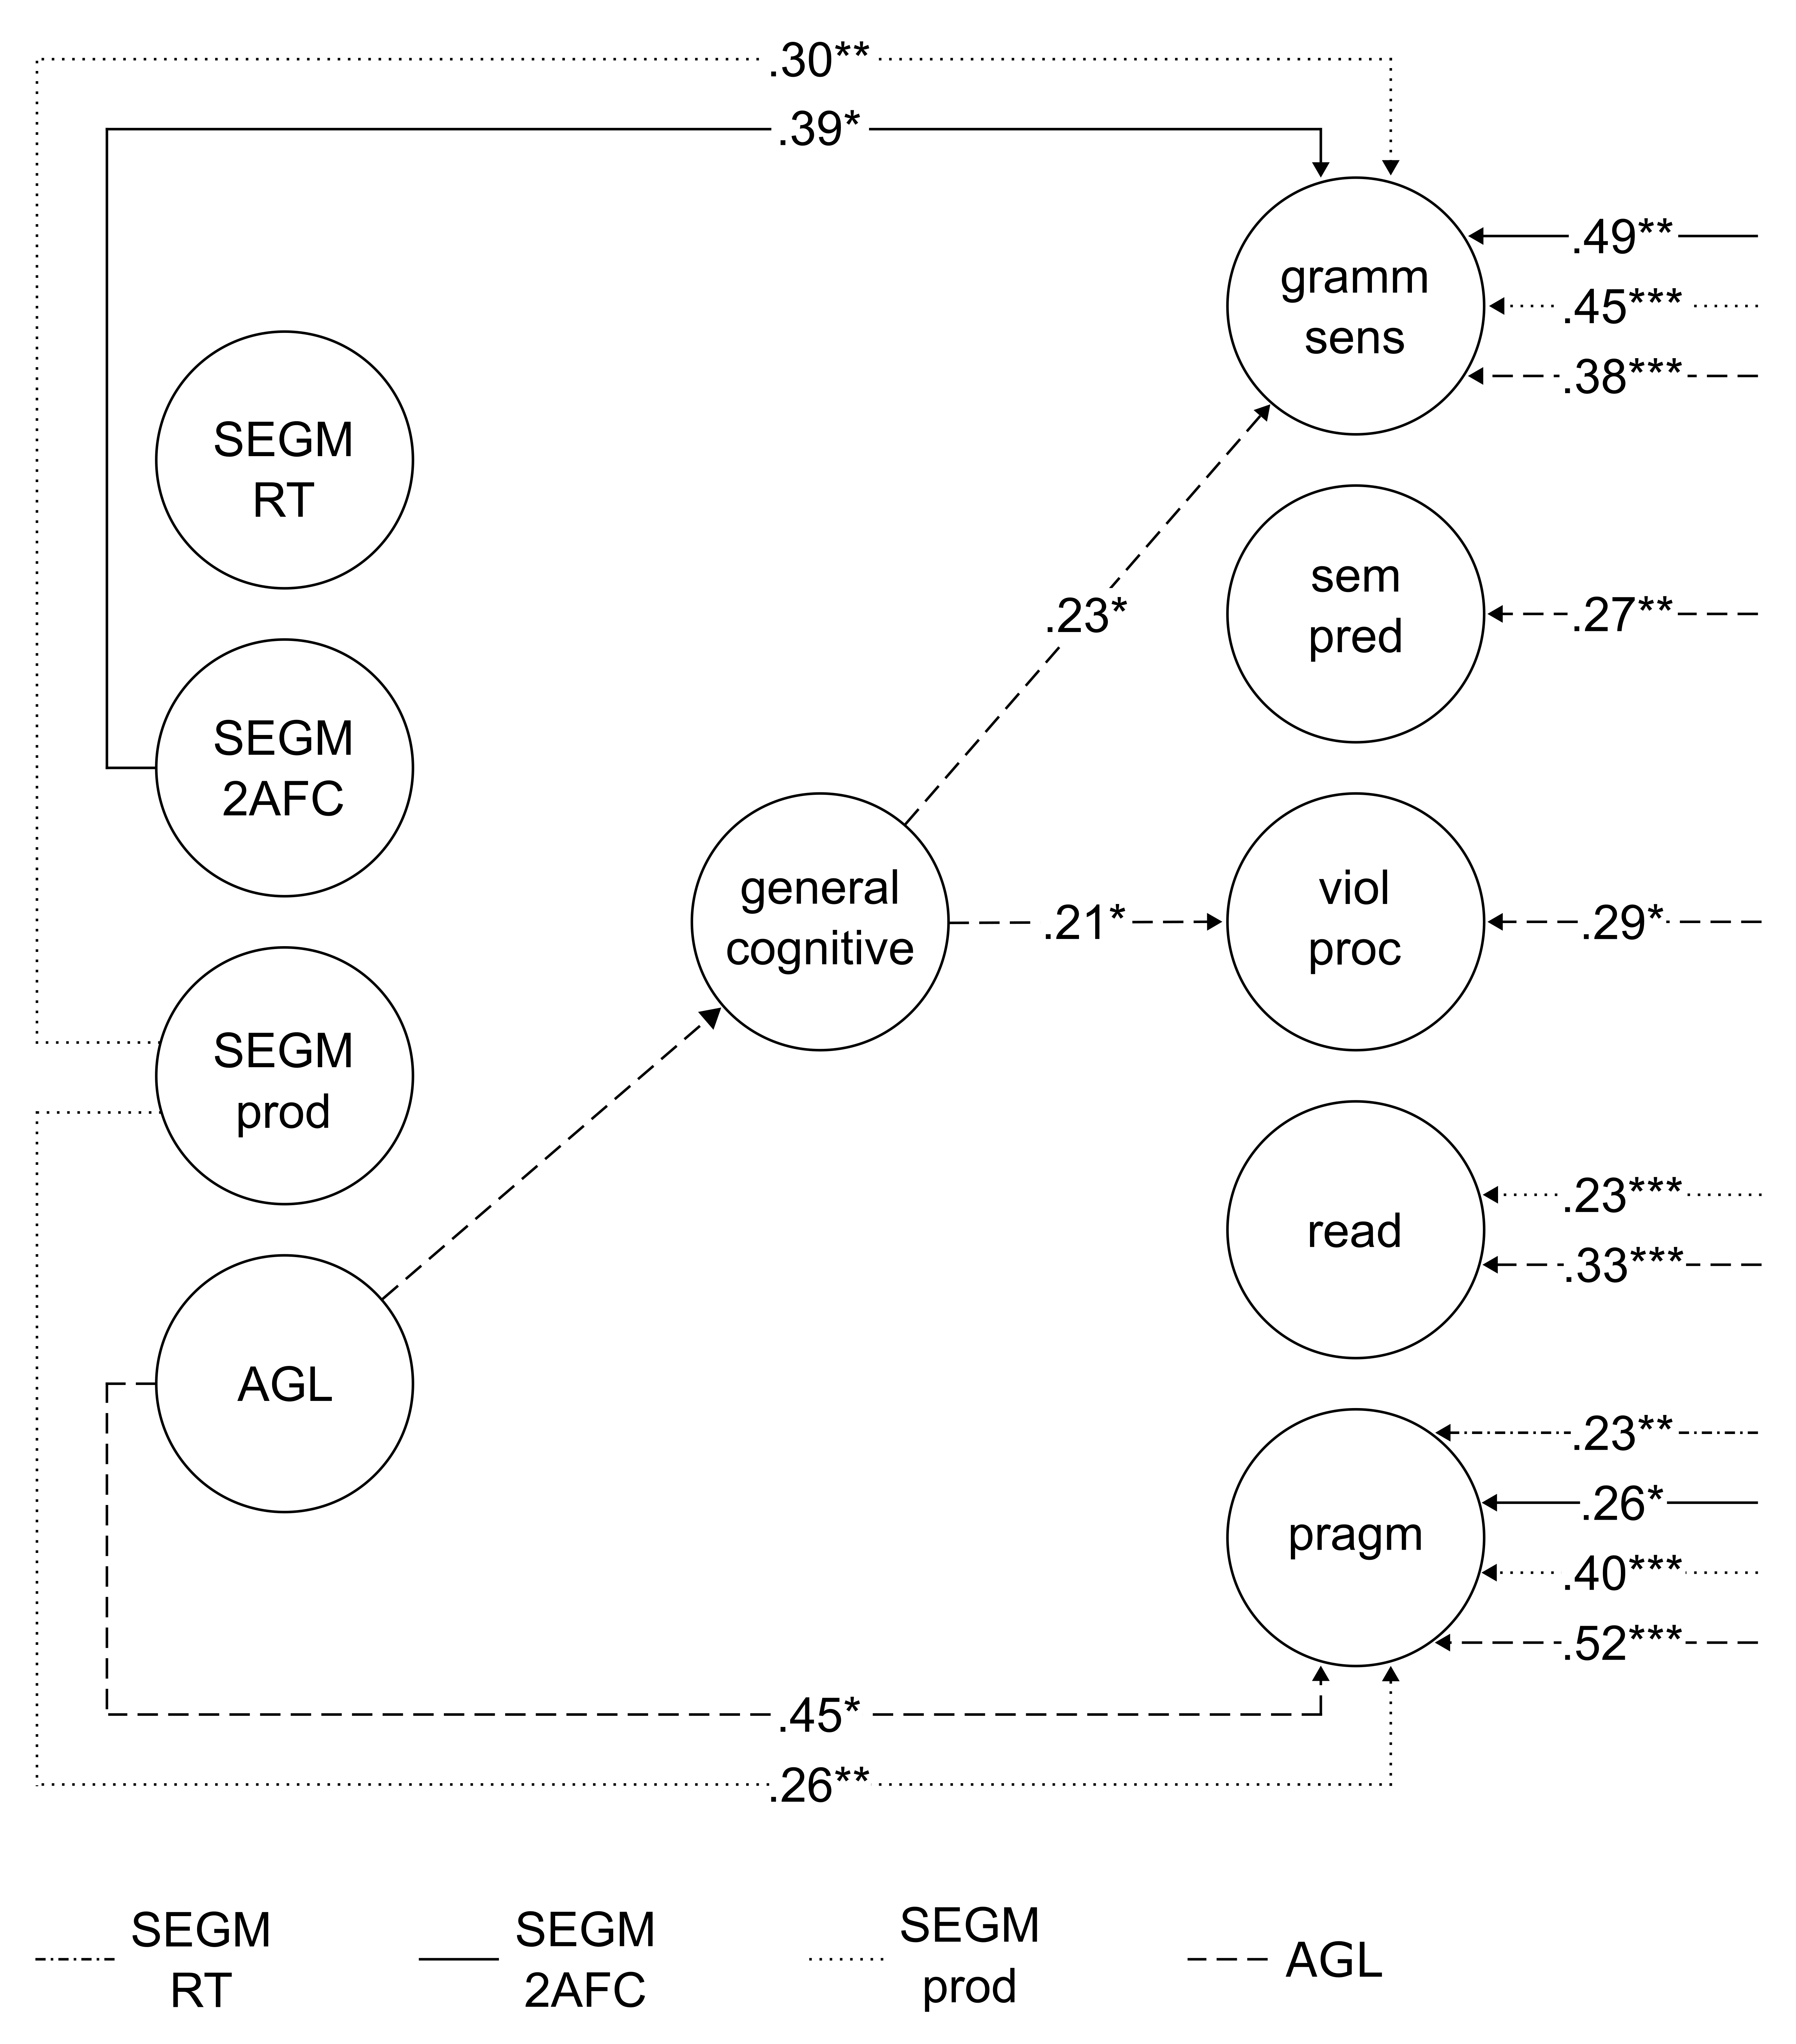 .30**
.39*
gramm
sens
.49**
.45***
.38***
SEGM
RT
sem
pred
.27**
.23*
SEGM
2AFC
general
cognitive
.21*
viol
proc
.29*
SEGM
prod
read
.23***
.33***
AGL
pragm
.23**
.26*
.40***
.52***
.45*
.26**
SEGM
RT
SEGM
2AFC
SEGM
prod
AGL